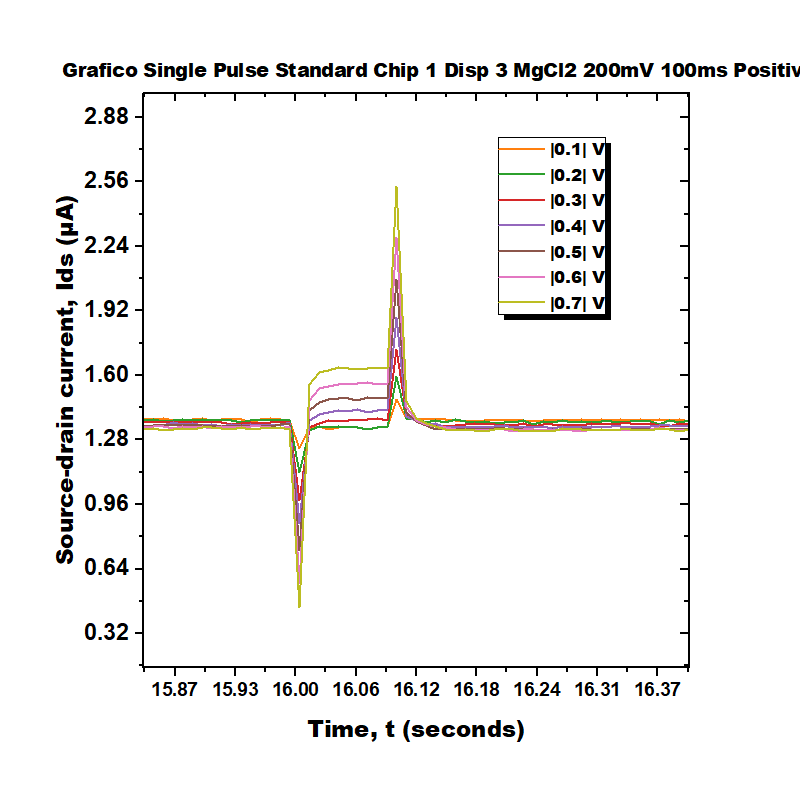 Grafico Single Pulse Standard Chip 1 Disp 3 MgCl2 200mV 100ms Positiv
2.88
2.56
2.24
1.92
1.60
1.28
0.96
0.64
0.32
Source-drain current, Ids (µA)
|0.1| V
|0.2| V
|0.3| V
|0.4| V
|0.5| V
|0.6| V
|0.7| V
15.87 15.93 16.00 16.06 16.12 16.18 16.24 16.31 16.37
Time, t (seconds)